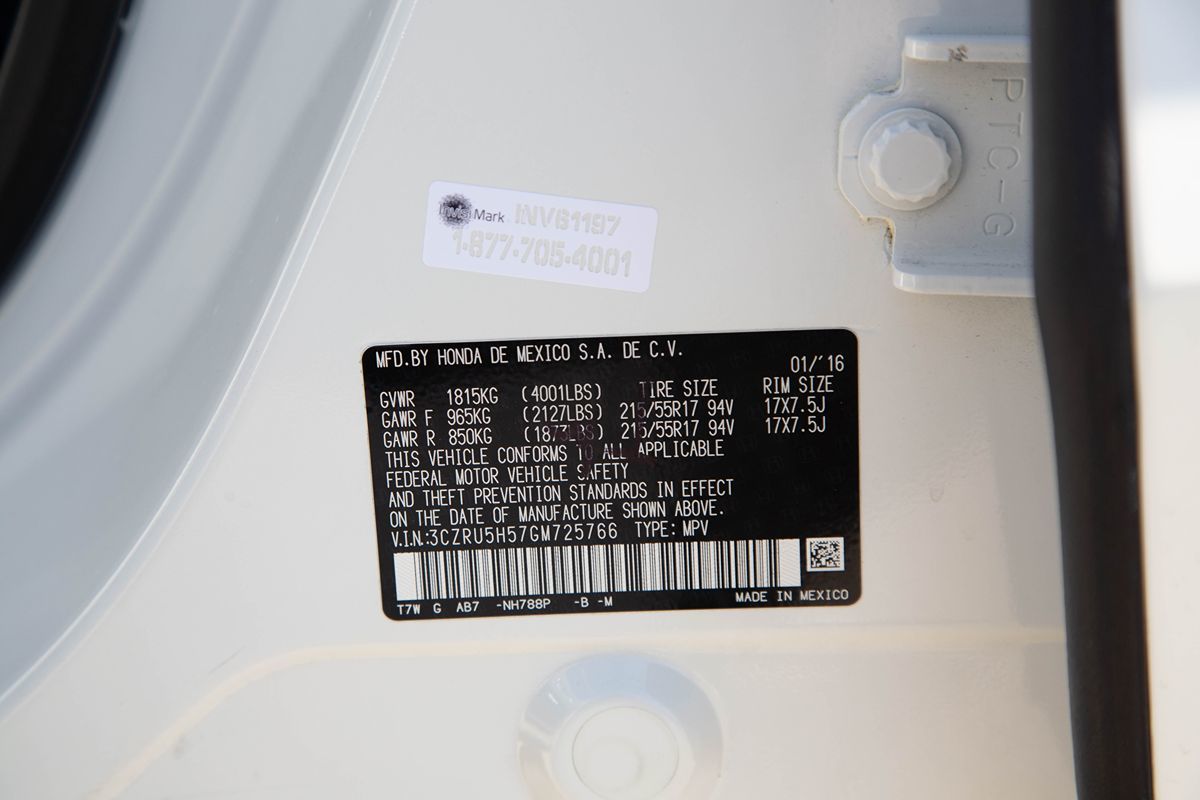 Mark INVB1197
1-877-705-4001
PTC-G
MFD.BY HONDA DE MEXICO S.A. DE C.V.
01/'16
GVWR 1815KG (4001LBS) TIRE SIZE RIM SIZE
GAWR F 965KG (2127LBS) 215/55R17 94V 17X7.5J
GAWR R 850KG (1873LBS) 215/55R17 94V 17X7.5J
THIS VEHICLE CONFORMS TO ALL APPLICABLE
FEDERAL MOTOR VEHICLE SAFETY
AND THEFT PREVENTION STANDARDS IN EFFECT
ON THE DATE OF MANUFACTURE SHOWN ABOVE.
V.I.N.:3CZRU5H57GM725766 TYPE: MPV
T7W G AB7 -NH788P -B -M MADE IN MEXICO